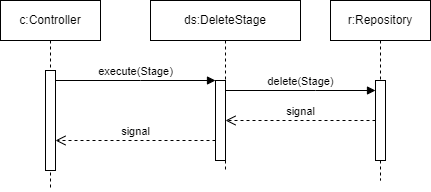 c:Controller
ds:DeleteStage
r:Repository
execute(Stage)
delete(Stage)
signal
signal